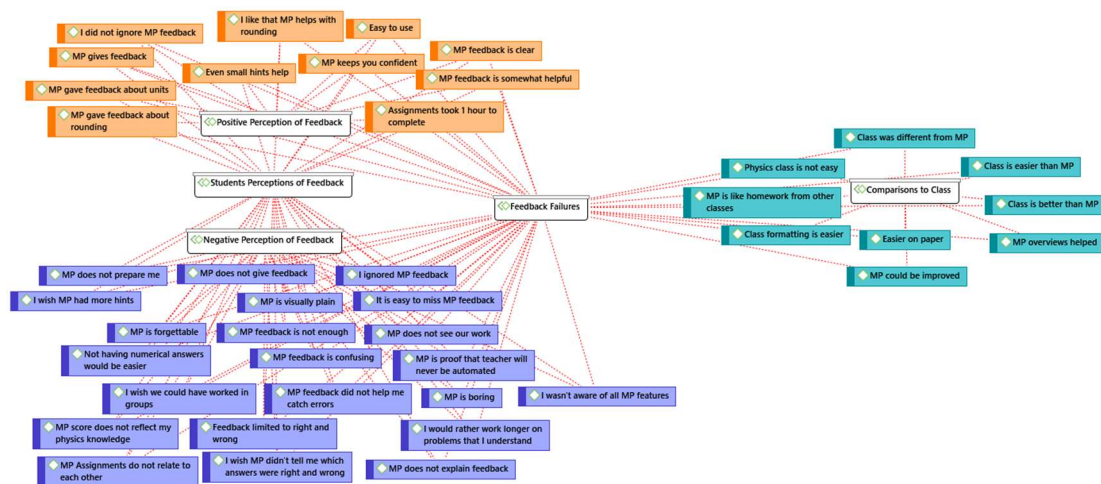 I did not ignore MP feedback
I like that MP helps with
rounding
Easy to use
MP gives feedback
Even small hints help
MP keeps you confident
MP feedback is clear
MP gave feedback about units
MP feedback is somewhat helpful
MP gave feedback about
rounding
Positive Perception of Feedback
Assignments took 1 hour to
complete
Students Perceptions of Feedback
Feedback Failures
Negative Perception of Feedback
Class was different from MP
Physics class is not easy
Class is easier than MP
Comparisons to Class
MP is like homework from other
classes
Class is better than MP
Class formatting is easier
Easier on paper
MP overviews helped
MP could be improved
MP does not prepare me
MP does not give feedback
I ignored MP feedback
I wish MP had more hints
MP is visually plain
It is easy to miss MP feedback
MP is forgettable
MP feedback is not enough
MP does not see our work
Not having numerical answers
would be easier
MP feedback is confusing
MP is proof that teacher will
never be automated
I wish we could have worked in
groups
MP feedback did not help me
catch errors
MP is boring
I wasn't aware of all MP features
MP score does not reflect my
physics knowledge
Feedback limited to right and
wrong
I would rather work longer on
problems that I understand
MP Assignments do not relate to
each other
I wish MP didn't tell me which
answers were right and wrong
MP does not explain feedback